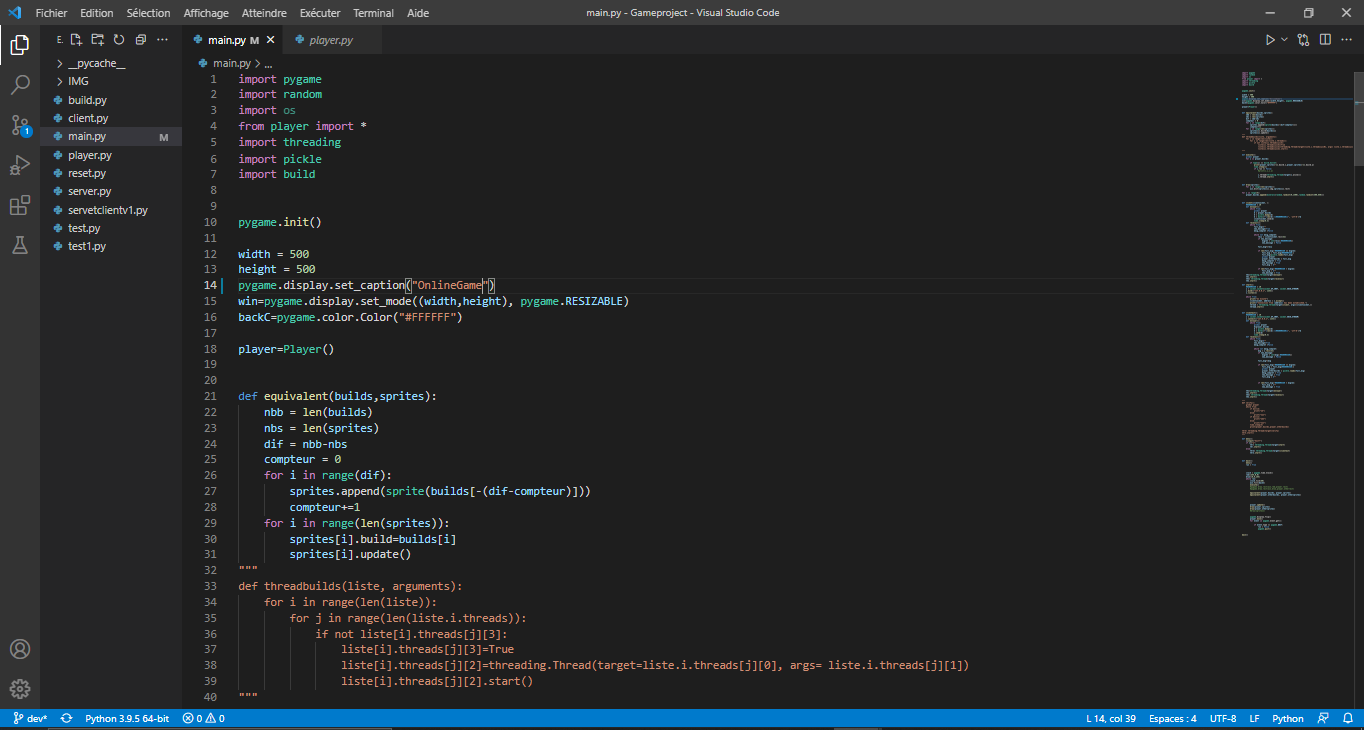 Fichier Edition Sélection Affichage Atteindre Exécuter Terminal Aide main.py - Gameproject - Visual Studio Code
E.
main.py M
player.py
main.py > ...
__pycache__
IMG
build.py
client.py
main.py M
player.py
reset.py
server.py
servetclientv1.py
test.py
test1.py
1
1 import pygame
2 import random
3 import os
4 from player import *
5 import threading
6 import pickle
7 import build
8
9
10 pygame.init()
11
12 width = 500
13 height = 500
14 pygame.display.set_caption("OnlineGame")
15 win=pygame.display.set_mode((width,height), pygame.RESIZABLE)
16 backC=pygame.color.Color("#FFFFFF")
17
18 player=Player()
19
20
21 def equivalent(builds,sprites):
22 nbb = len(builds)
23 nbs = len(sprites)
24 dif = nbb-nbs
25 compteur = 0
26 for i in range(dif):
27 sprites.append(sprite(builds[-(dif-compteur)]))
28 compteur+=1
29 for i in range(len(sprites)):
30 sprites[i].build=builds[i]
31 sprites[i].update()
32 """
33 def threadbuilds(liste, arguments):
34 for i in range(len(liste)):
35 for j in range(len(liste.i.threads)):
36 if not liste[i].threads[j][3]:
37 liste[i].threads[j][3]=True
38 liste[i].threads[j][2]=threading.Thread(target=liste.i.threads[j][0], args= liste.i.threads[j][1])
39 liste[i].threads[j][2].start()
40 """
dev* Python 3.9.5 64-bit 0 0 L 14, col 39 Espaces : 4 UTF-8 LF Python